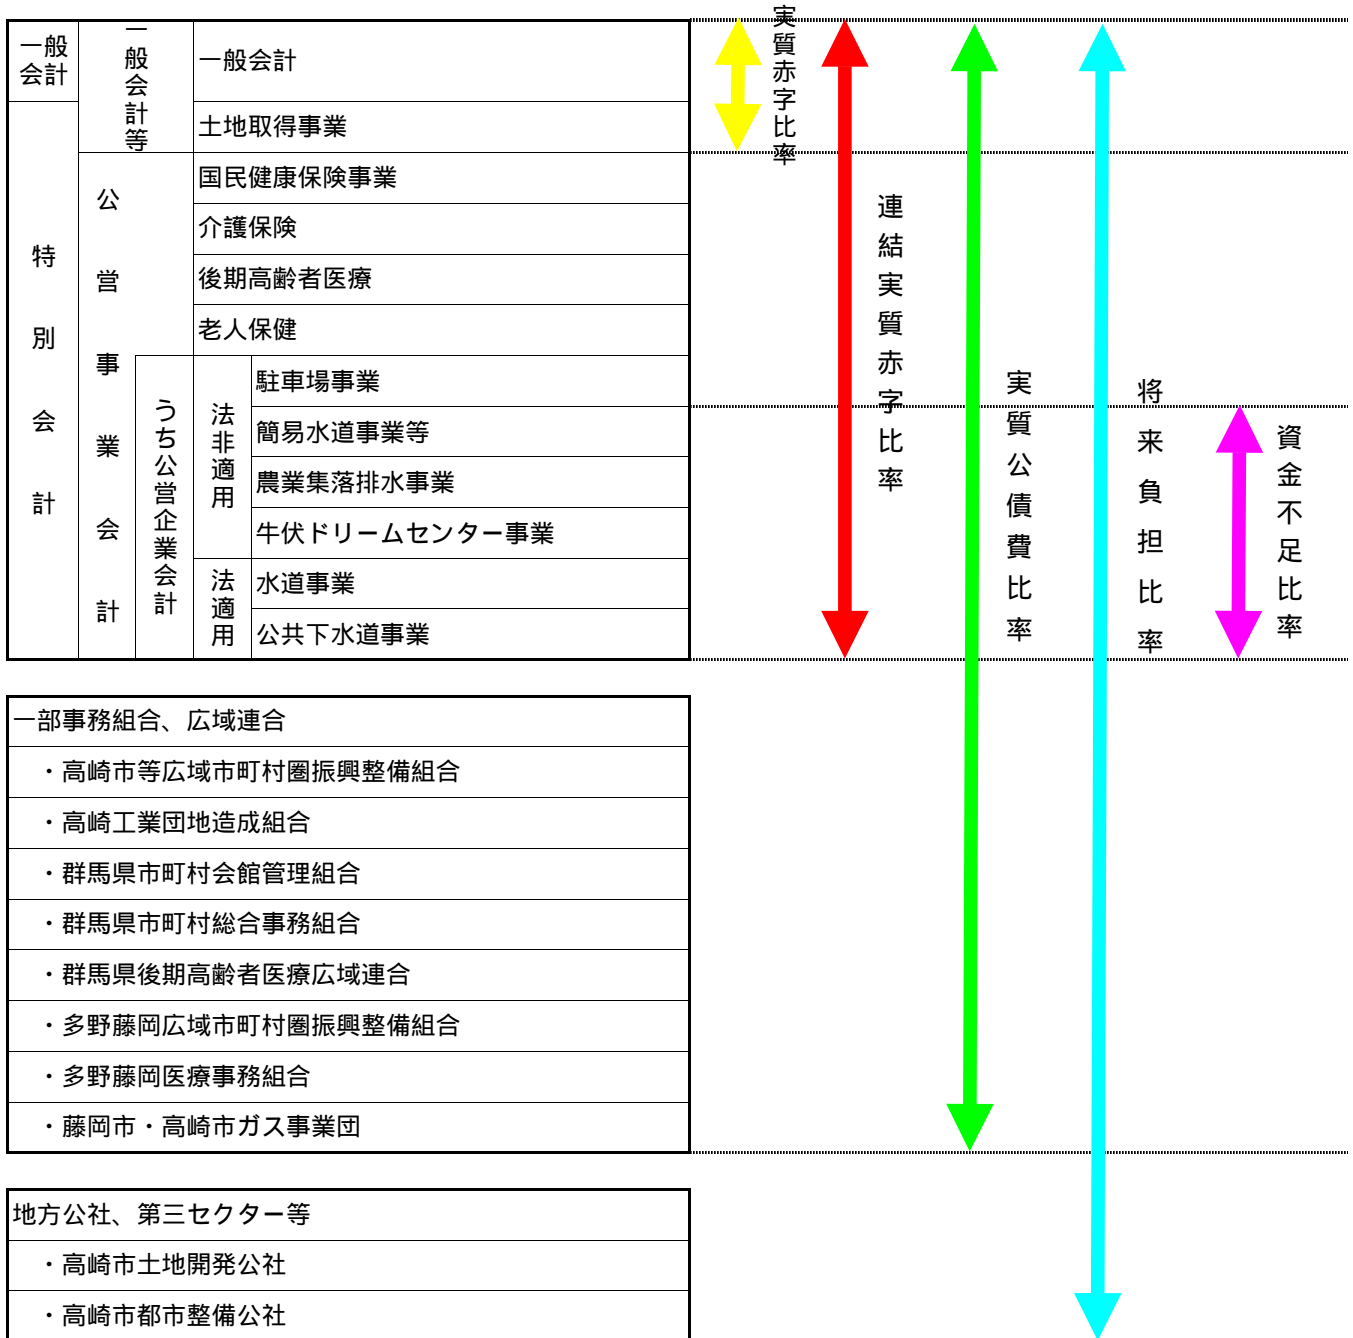 一般
会計
一般会計等
一般会計
土地取得事業
特別会計
公営事業会計
国民健康保険事業
介護保険
後期高齢者医療
老人保健
うち公営企業会計
法非適用
駐車場事業
簡易水道事業等
農業集落排水事業
牛伏ドリームセンター事業
法適用
水道事業
公共下水道事業
実質赤字比率
連結実質赤字比率
実質公債費比率
将来負担比率
資金不足比率
一部事務組合、広域連合
・高崎市等広域市町村圏振興整備組合
・高崎工業団地造成組合
・群馬県市町村会館管理組合
・群馬県市町村総合事務組合
・群馬県後期高齢者医療広域連合
・多野藤岡広域市町村圏振興整備組合
・多野藤岡医療事務組合
・藤岡市・高崎市ガス事業団
地方公社、第三セクター等
・高崎市土地開発公社
・高崎市都市整備公社